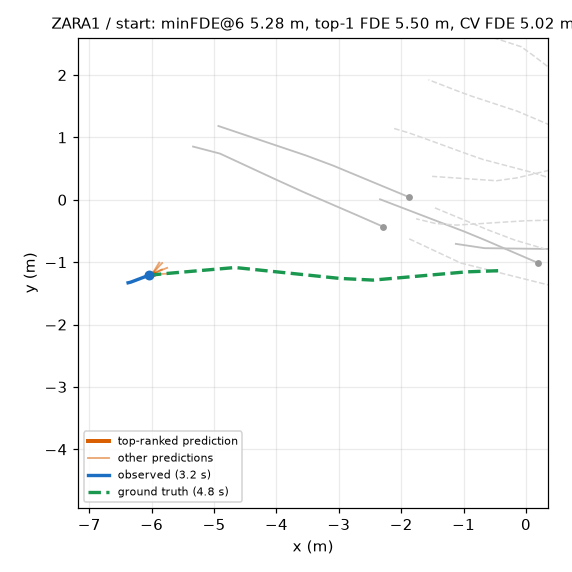 ZARA1 / start: minFDE@6 5.28 m, top-1 FDE 5.50 m, CV FDE 5.02 m
2
1
0
−1
−2
−3
−4
y (m)
top-ranked prediction
other predictions
observed (3.2 s)
ground truth (4.8 s)
−7 −6 −5 −4 −3 −2 −1 0
x (m)